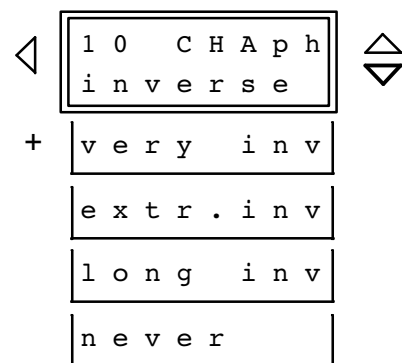 10 CHAph
inverse
+ very inv
extr.inv
long inv
never